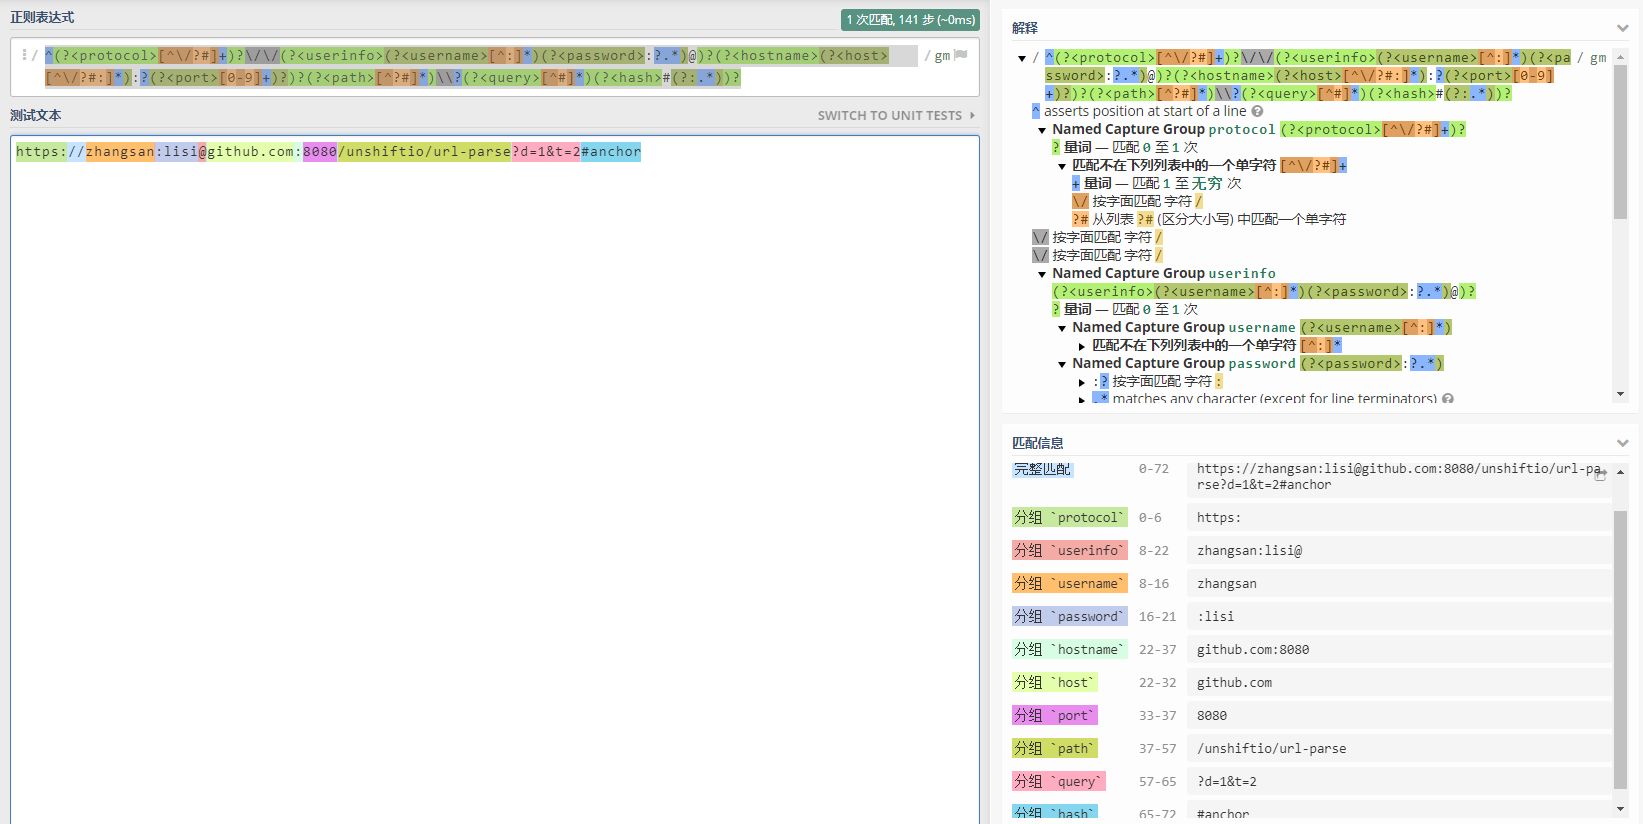 正则表达式
1 次匹配, 141 步 (~0ms)
/ ^(?<protocol>[^\/?#]+)?\/\/(?<userinfo>(?<username>[^:]*)(?<password>:?.*)@)?(?<hostname>(?<host>
[^\/?#:]*):?(?<port>[0-9]+)?)?(?<path>[^?#]*)\\?(?<query>[^#]*)(?<hash>#(?:.*))?
/ gm
测试文本
SWITCH TO UNIT TESTS
https://zhangsan:lisi@github.com:8080/unshiftio/url-parse?d=1&t=2#anchor
解释
/ ^(?<protocol>[^\/?#]+)?\/\/(?<userinfo>(?<username>[^:]*)(?<pa / gm
ssword>:?.*)@)?(?<hostname>(?<host>[^\/?#:]*):?(?<port>[0-9]
+)?)?(?<path>[^?#]*)\\?(?<query>[^#]*)(?<hash>#(?:.*))?
^ asserts position at start of a line
Named Capture Group protocol (?<protocol>[^\/?#]+)?
? 量词 — 匹配 0 至 1 次
匹配不在下列列表中的一个单字符 [^\/?#]+
+ 量词 — 匹配 1 至 无穷 次
\/ 按字面匹配 字符 /
?# 从列表 ?# (区分大小写) 中匹配一个单字符
\/ 按字面匹配 字符 /
\/ 按字面匹配 字符 /
Named Capture Group userinfo
(?<userinfo>(?<username>[^:]*)(?<password>:?.*)@)?
? 量词 — 匹配 0 至 1 次
Named Capture Group username (?<username>[^:]*)
匹配不在下列列表中的一个单字符 [^:]*
Named Capture Group password (?<password>:?.*)
:? 按字面匹配 字符 :
.* matches any character (except for line terminators)
匹配信息
完整匹配 0-72 https://zhangsan:lisi@github.com:8080/unshiftio/url-pa
rse?d=1&t=2#anchor
分组 `protocol` 0-6 https:
分组 `userinfo` 8-22 zhangsan:lisi@
分组 `username` 8-16 zhangsan
分组 `password` 16-21 :lisi
分组 `hostname` 22-37 github.com:8080
分组 `host` 22-32 github.com
分组 `port` 33-37 8080
分组 `path` 37-57 /unshiftio/url-parse
分组 `query` 57-65 ?d=1&t=2
分组 `hash` 65-72 #anchor